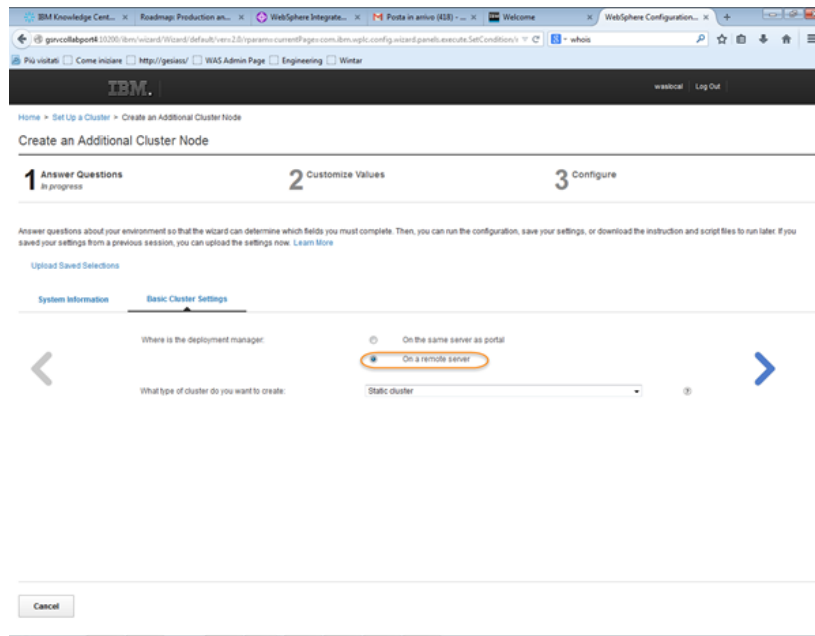 IBM Knowledge Cent...
Roadmap: Production an...
WebSphere Integrate...
Posta in arrivo (418) - ...
Welcome
WebSphere Configuration...
whois
Più visitati
Come iniziare
http://gesiass/
WAS Admin Page
Engineering
Wintar
IBM.
waslocal
Log Out
Home > Set Up a Cluster > Create an Additional Cluster Node
Create an Additional Cluster Node
1 Answer Questions
In progress
2 Customize Values
3 Configure
Answer questions about your environment so that the wizard can determine which fields you must complete. Then, you can run the configuration, save your settings, or download the instruction and script files to run later. If you
saved your settings from a previous session, you can upload the settings now. Learn More
Upload Saved Selections
System Information
Basic Cluster Settings
Where is the deployment manager:
On the same server as portal
On a remote server
What type of cluster do you want to create:
Static cluster
Cancel